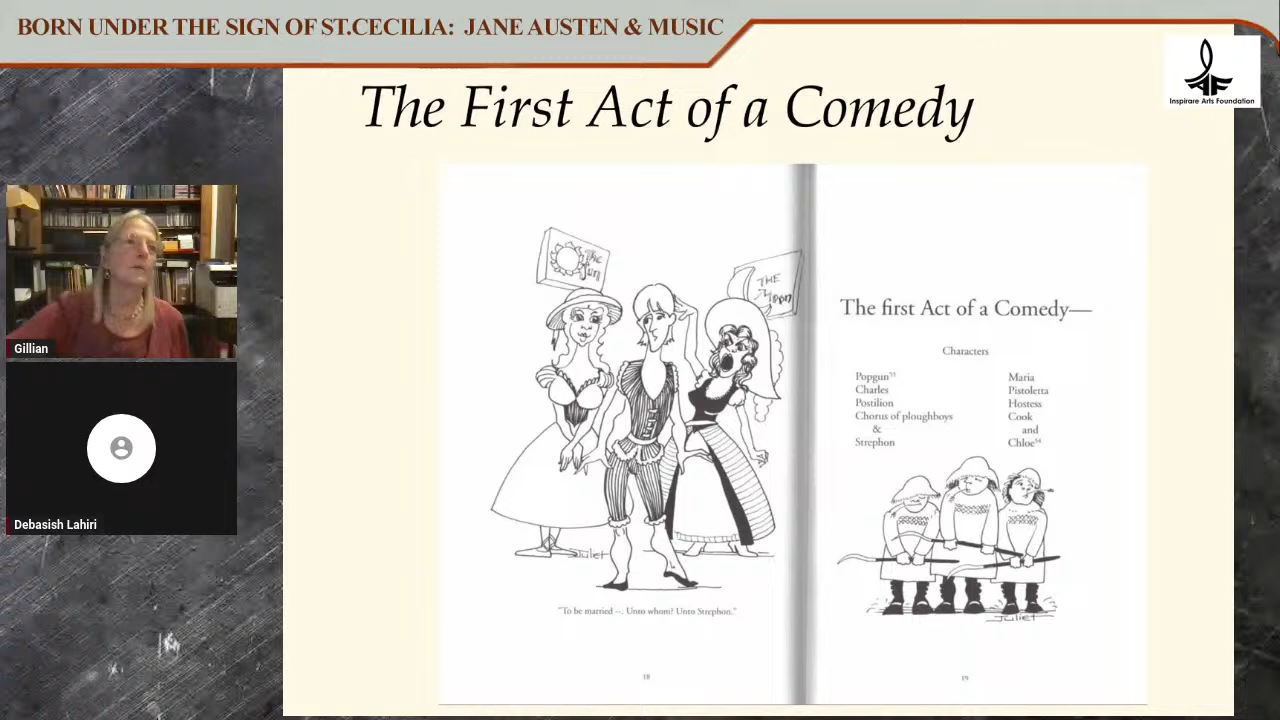 BORN UNDER THE SIGN OF ST.CECILIA: JANE AUSTEN & MUSIC
Inspirare Arts Foundation
The First Act of a Comedy
The
Sun
THE
Moon
Juliet
"To be married --. Unto whom? Unto Strephon."
18
The first Act of a Comedy—
Characters
Popgun⁵³
Charles
Postilion
Chorus of ploughboys
&
Strephon
Maria
Pistoletta
Hostess
Cook
and
Chloe⁵⁴
Juliet
19
Gillian
Debasish Lahiri